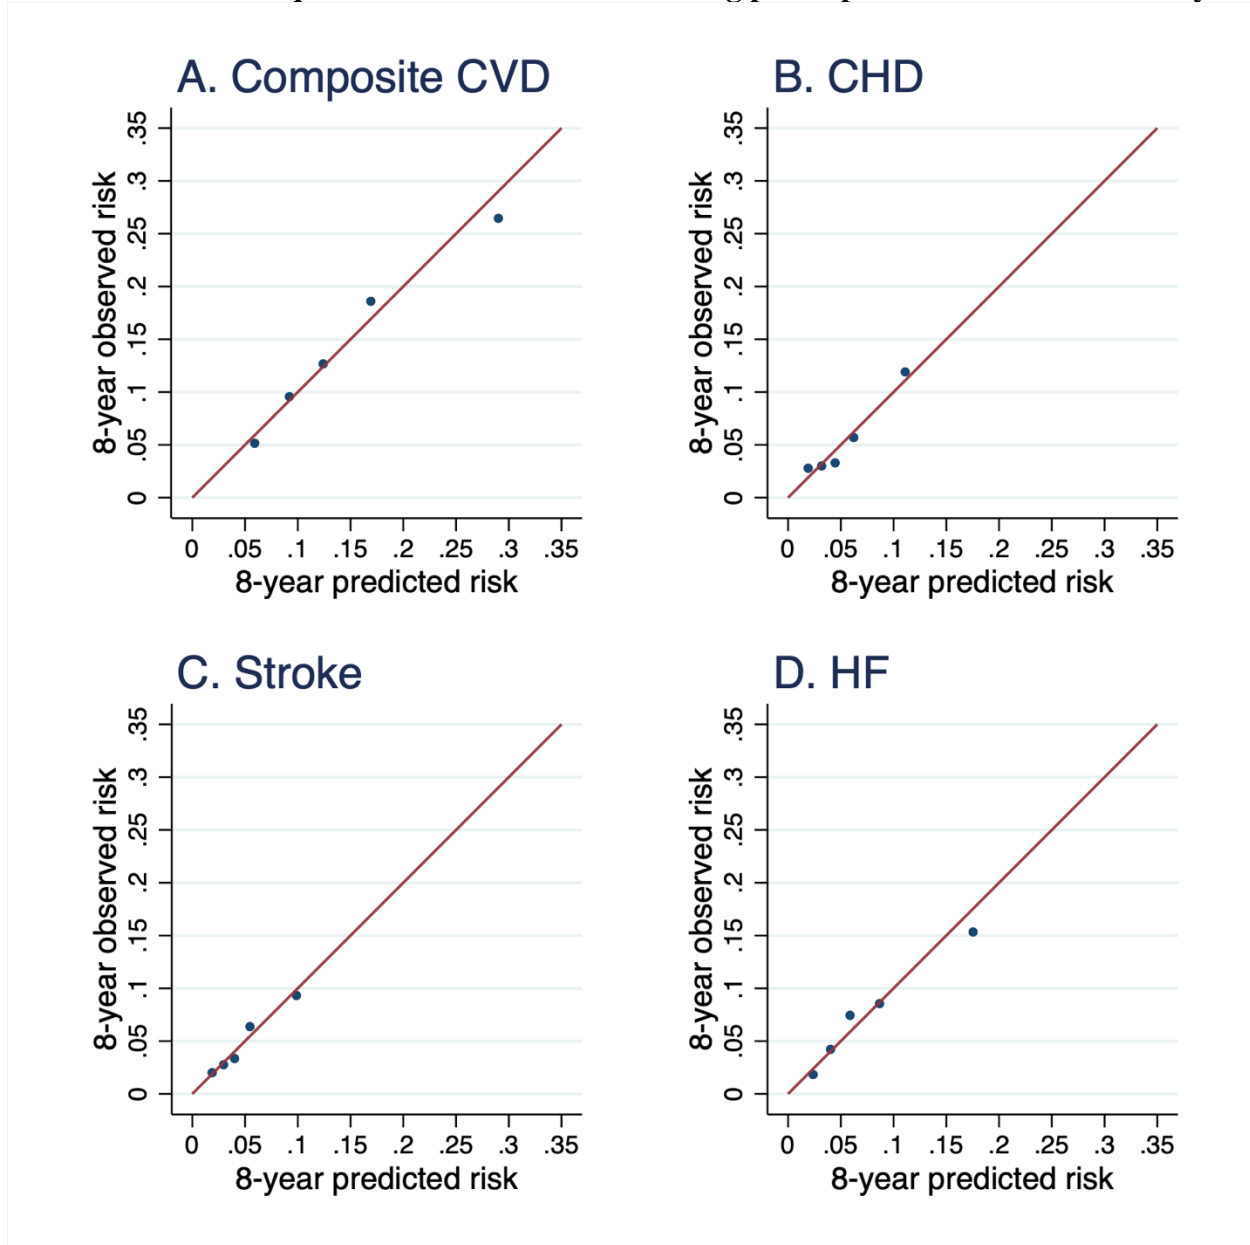 A. Composite CVD
8-year observed risk
.35
.3
.25
.2
.15
.1
.05
0
0 .05 .1 .15 .2 .25 .3 .35
8-year predicted risk
B. CHD
8-year observed risk
.35
.3
.25
.2
.15
.1
.05
0
0 .05 .1 .15 .2 .25 .3 .35
8-year predicted risk
C. Stroke
8-year observed risk
.35
.3
.25
.2
.15
.1
.05
0
0 .05 .1 .15 .2 .25 .3 .35
8-year predicted risk
D. HF
8-year observed risk
.35
.3
.25
.2
.15
.1
.05
0
0 .05 .1 .15 .2 .25 .3 .35
8-year predicted risk